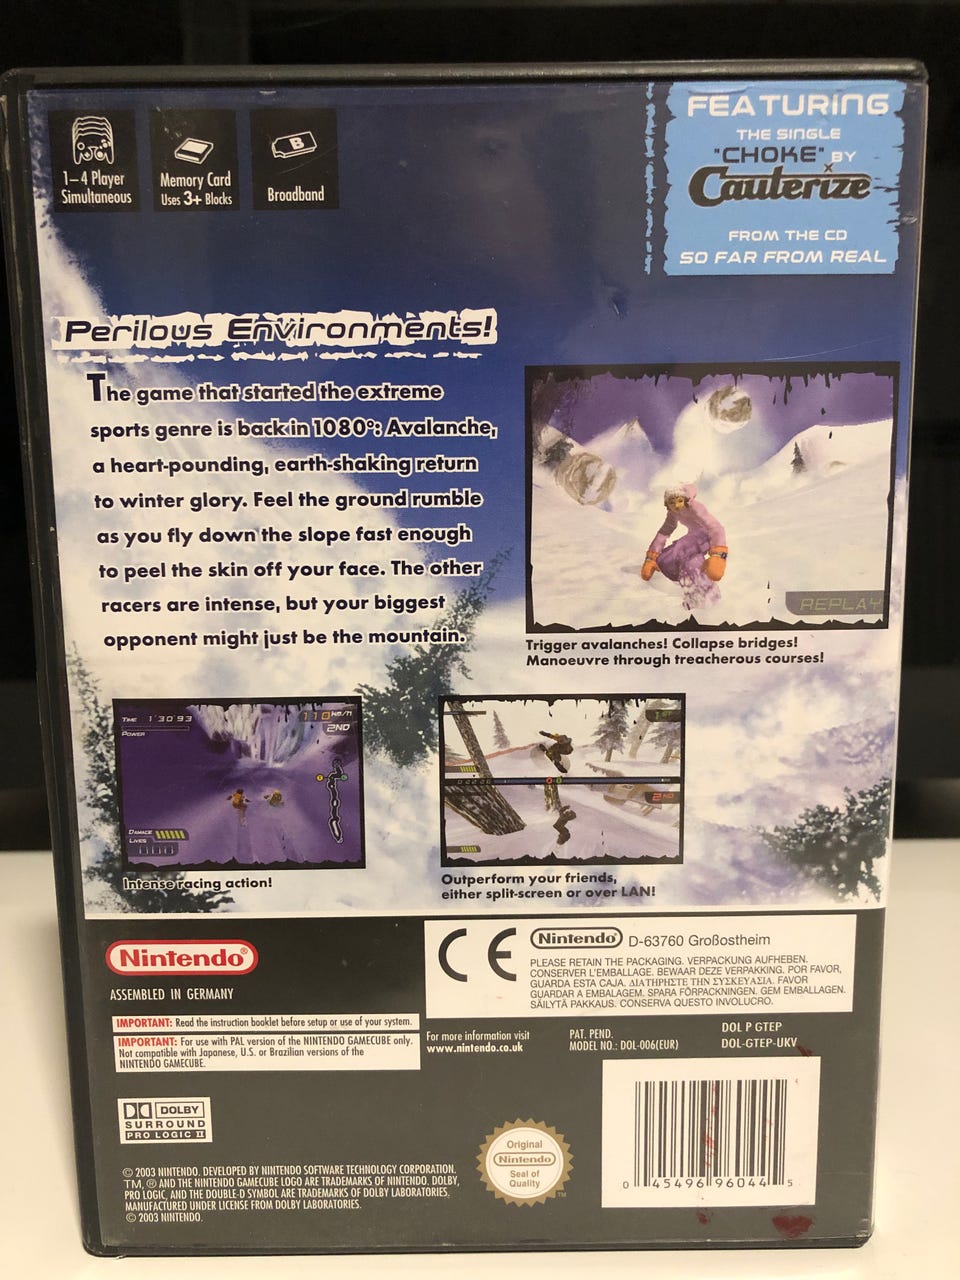 1–4 Player
Simultaneous
Memory Card
Uses 3+ Blocks
B
Broadband
FEATURING
THE SINGLE
"CHOKE" BY
Cauterize
FROM THE CD
SO FAR FROM REAL
Perilous Environments!
The game that started the extreme
sports genre is back in 1080°: Avalanche,
a heart-pounding, earth-shaking return
to winter glory. Feel the ground rumble
as you fly down the slope fast enough
to peel the skin off your face. The other
racers are intense, but your biggest
opponent might just be the mountain.
REPLAY
Trigger avalanches! Collapse bridges!
Manoeuvre through treacherous courses!
TIME 1'30'93
POWER
110 KM/H
2ND
DAMAGE
LIVES
Intense racing action!
1ST
2ND
Outperform your friends,
either split-screen or over LAN!
Nintendo®
ASSEMBLED IN GERMANY
IMPORTANT: Read the instruction booklet before setup or use of your system.
IMPORTANT: For use with PAL version of the NINTENDO GAMECUBE only.
Not compatible with Japanese, U.S. or Brazilian versions of the
NINTENDO GAMECUBE.
CE
Nintendo® D-63760 Großostheim
PLEASE RETAIN THE PACKAGING. VERPACKUNG AUFHEBEN.
CONSERVER L'EMBALLAGE. BEWAAR DEZE VERPAKKING. POR FAVOR,
GUARDA ESTA CAJA. ΔΙΑΤΗΡΗΣΤΕ ΤΗΝ ΣΥΣΚΕΥΑΣΙΑ. FAVOR
GUARDAR A EMBALAGEM. SPARA FÖRPACKNINGEN. GEM EMBALLAGEN.
SÄILYTÄ PAKKAUS. CONSERVA QUESTO INVOLUCRO.
For more information visit
www.nintendo.co.uk
PAT. PEND.
MODEL NO.: DOL-006(EUR)
DOL P GTEP
DOL-GTEP-UKV
DOLBY
SURROUND
PRO LOGIC II
Original
Nintendo
Seal of
Quality
TM
0 45496 96044 5
© 2003 NINTENDO. DEVELOPED BY NINTENDO SOFTWARE TECHNOLOGY CORPORATION.
TM, ® AND THE NINTENDO GAMECUBE LOGO ARE TRADEMARKS OF NINTENDO. DOLBY,
PRO LOGIC, AND THE DOUBLE-D SYMBOL ARE TRADEMARKS OF DOLBY LABORATORIES.
MANUFACTURED UNDER LICENSE FROM DOLBY LABORATORIES.
© 2003 NINTENDO.